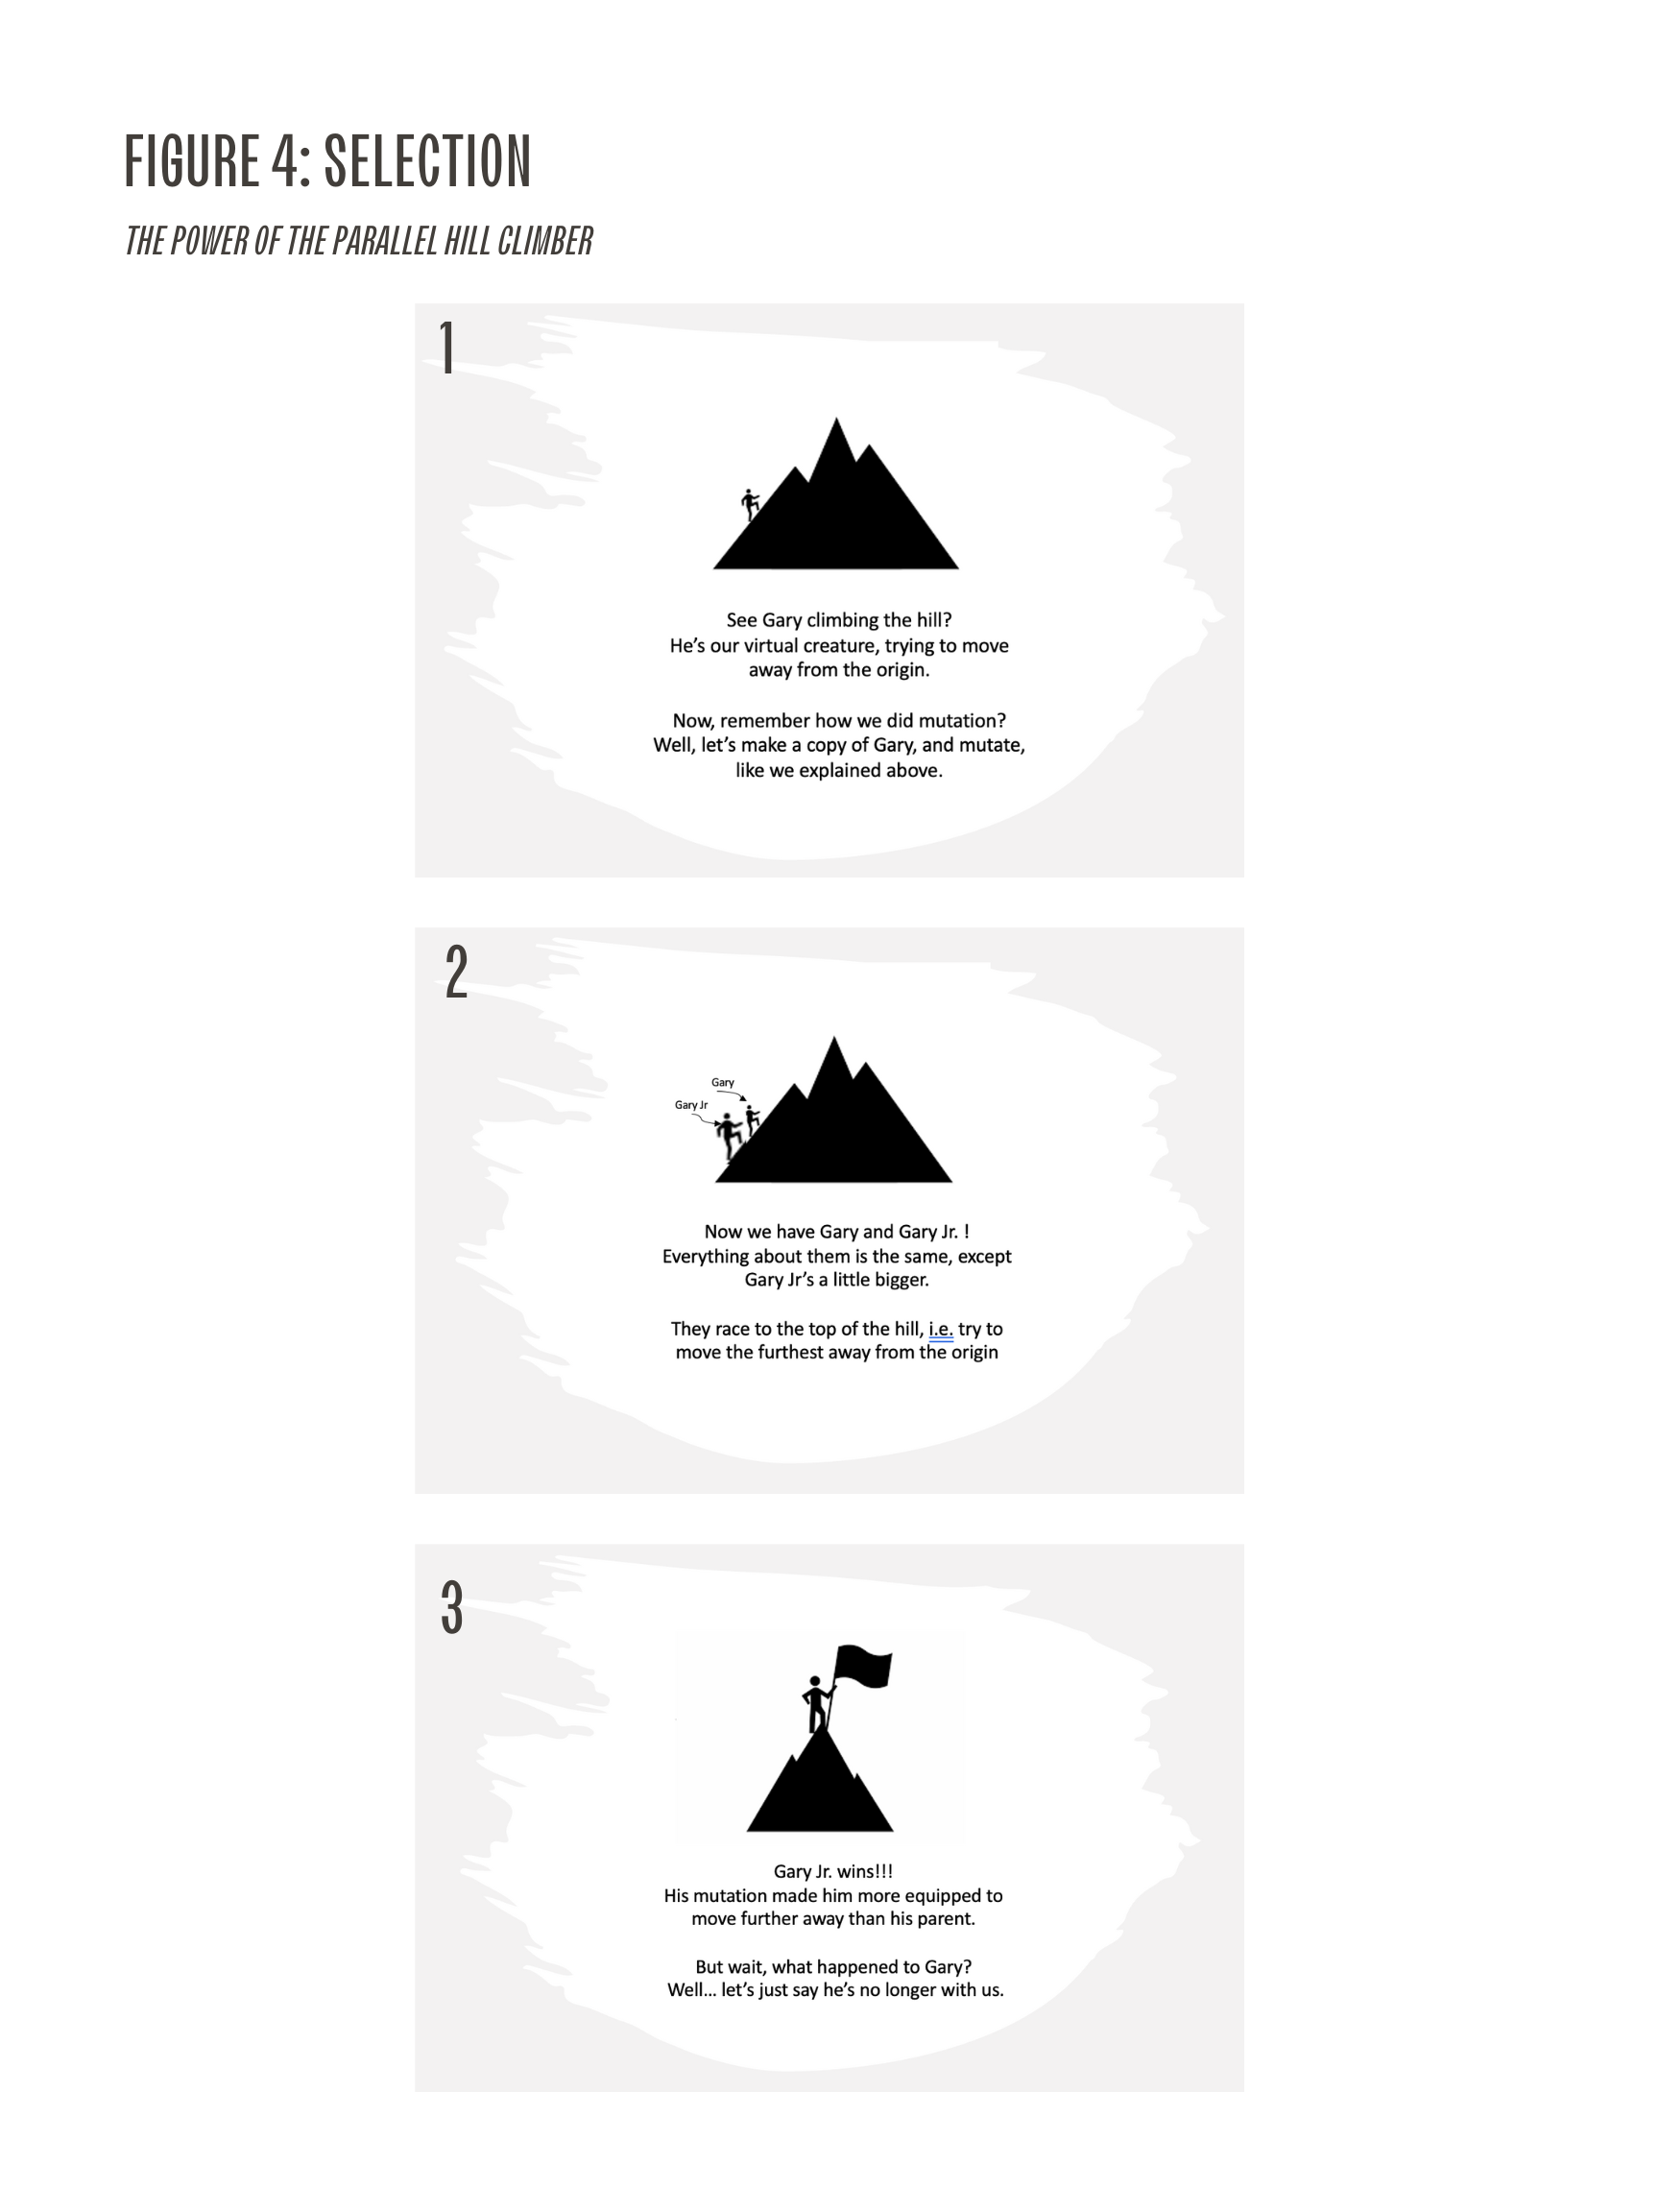 FIGURE 4: SELECTION
THE POWER OF THE PARALLEL HILL CLIMBER
1
See Gary climbing the hill?
He’s our virtual creature, trying to move
away from the origin.
Now, remember how we did mutation?
Well, let’s make a copy of Gary, and mutate,
like we explained above.
2
Gary
Gary Jr
Now we have Gary and Gary Jr. !
Everything about them is the same, except
Gary Jr’s a little bigger.
They race to the top of the hill, i.e. try to
move the furthest away from the origin
3
Gary Jr. wins!!!
His mutation made him more equipped to
move further away than his parent.
But wait, what happened to Gary?
Well... let’s just say he’s no longer with us.